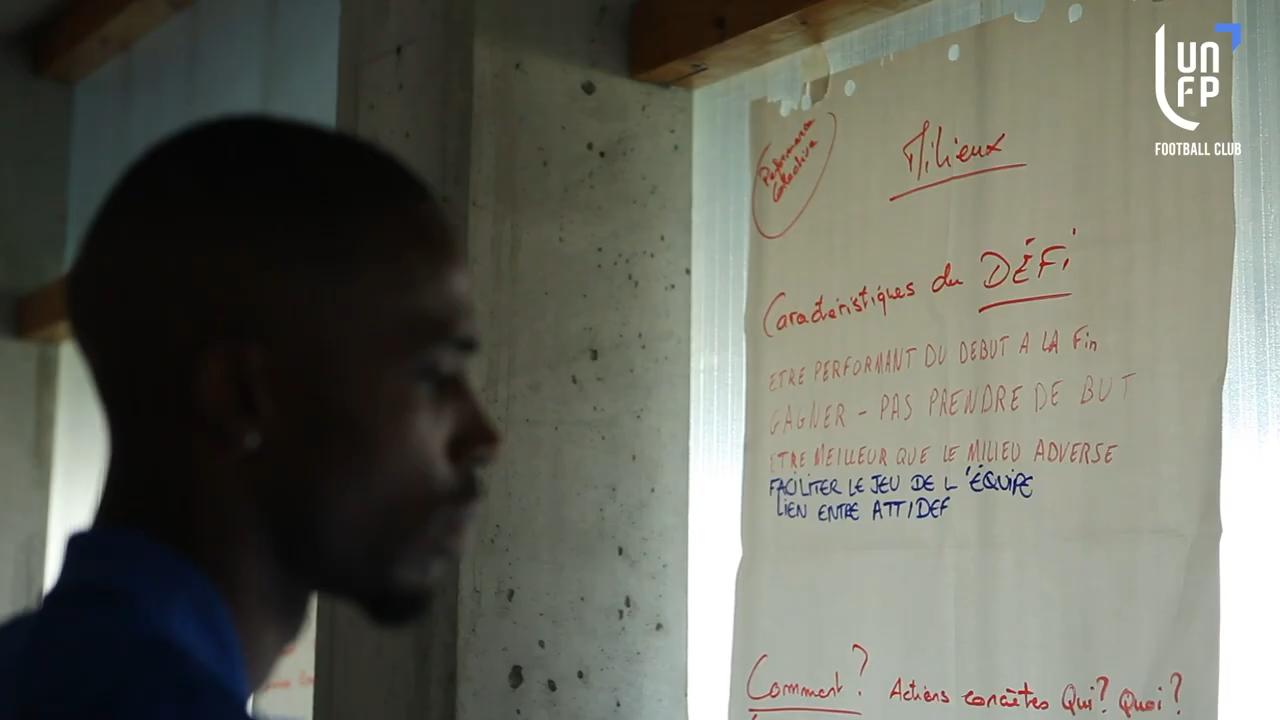 UN
FP
FOOTBALL CLUB
Performance
Collective
Milieux
Caractéristiques du DÉFi
ETRE PERFORMANT DU DEBUT A LA Fin
GAGNER - PAS PRENDRE DE BUT
ETRE MEILLEUR QUE LE MILIEU ADVERSE
FACILITER LE JEU DE L'ÉQUIPE
LIEN ENTRE ATT/DEF
Comment ? Actions concrètes Qui ? Quoi ?